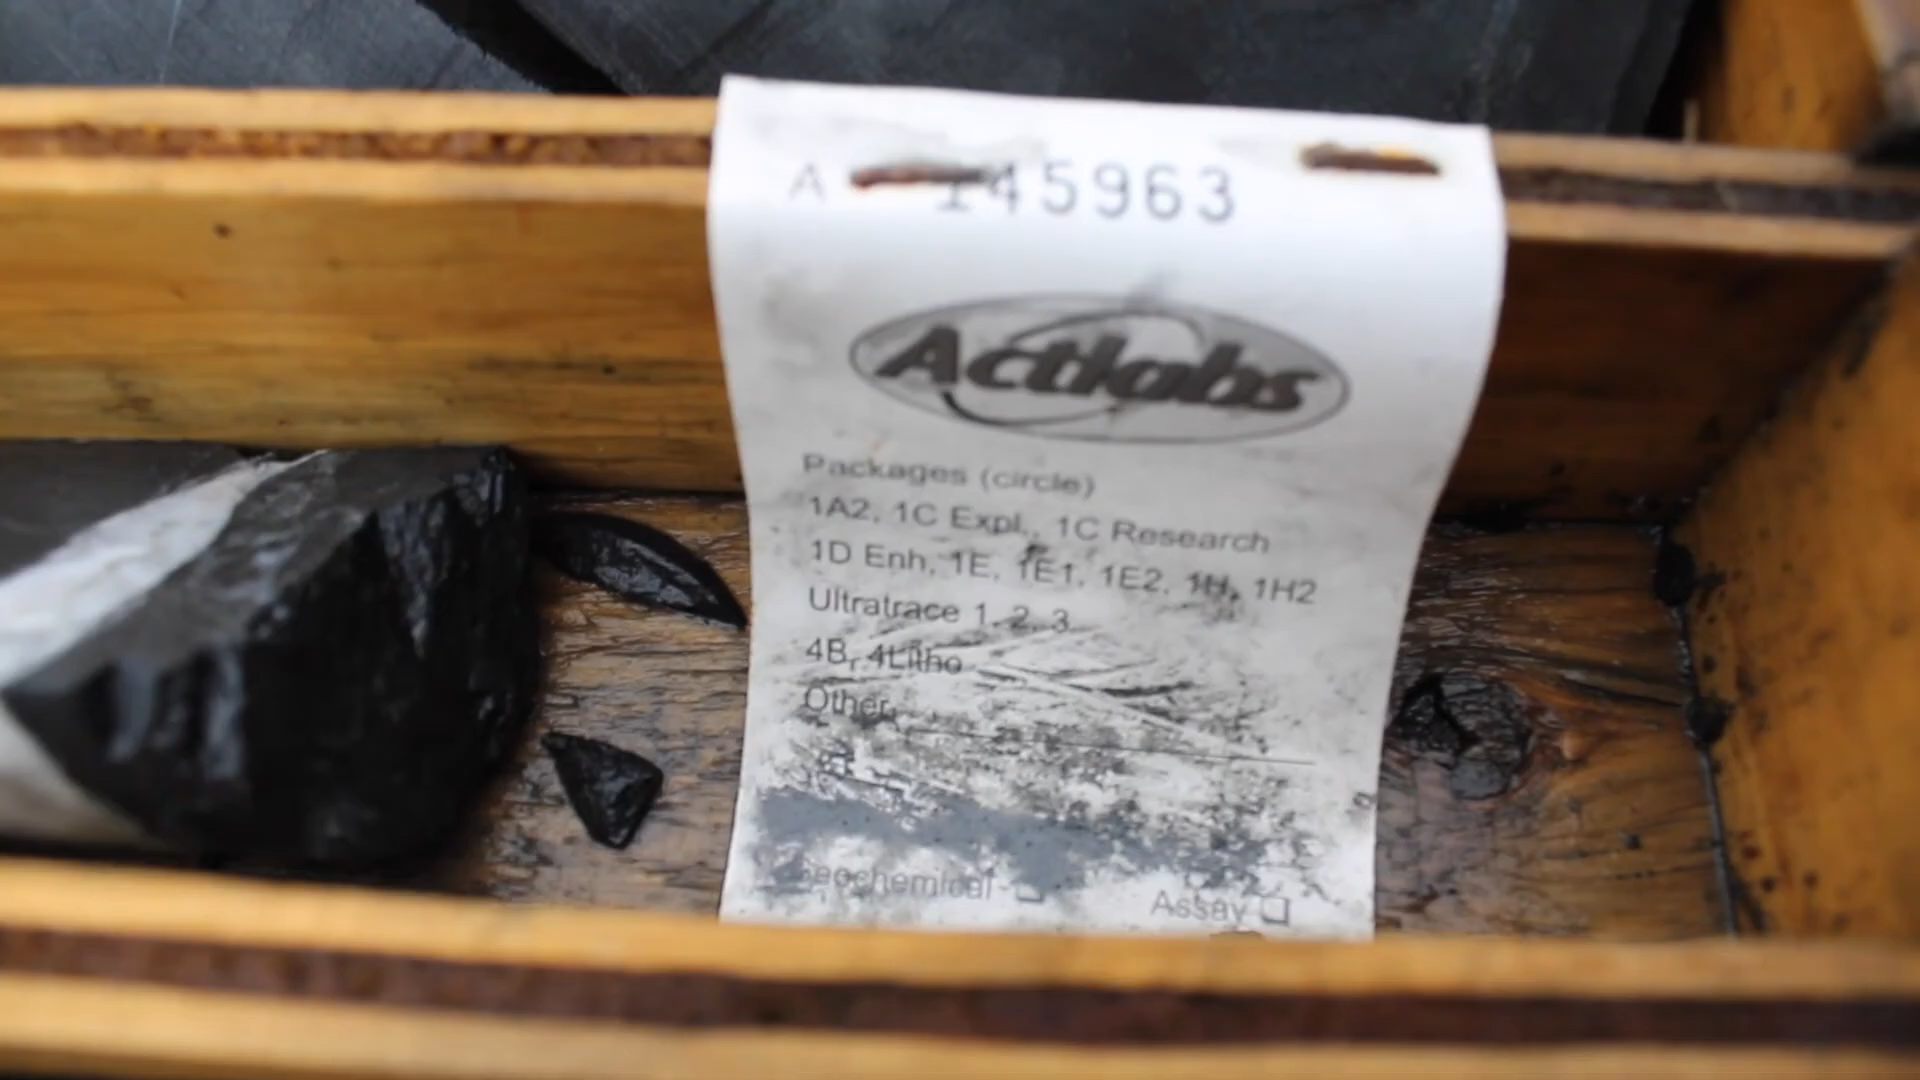 A 145963
Actlabs
Packages (circle)
1A2, 1C Expl., 1C Research
1D Enh, 1E, 1E1, 1E2, 1H, 1H2
Ultratrace 1, 2, 3
4B, 4Litho
Other
Geochemical
Assay